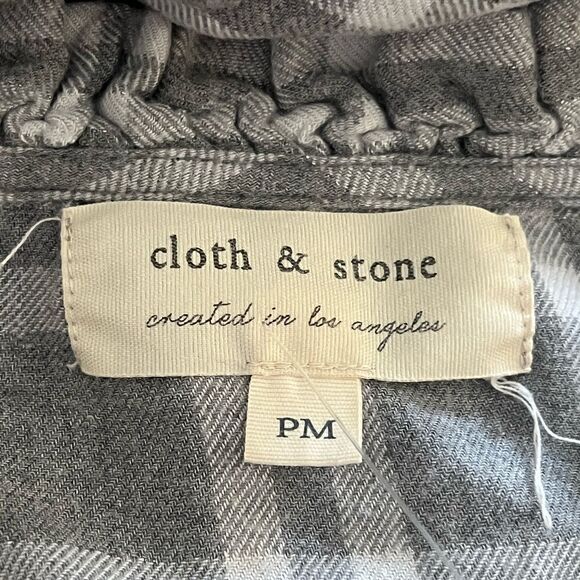 cloth & stone
created in los angeles
PM